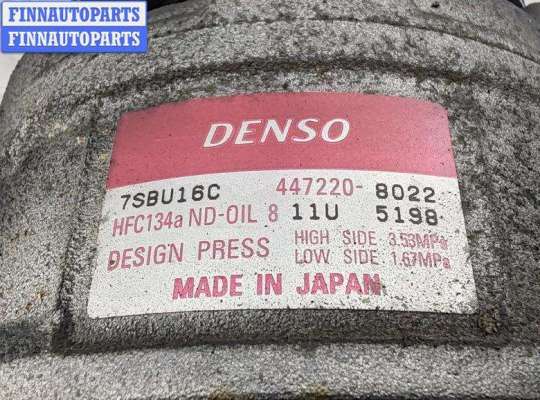 FINNAUTOPARTS
FINNAUTOPARTS
DENSO
7SBU16C 447220-8022
HFC134a ND-OIL 8 11U 5198
DESIGN PRESS HIGH SIDE 3.53MPa
LOW SIDE 1.67MPa
MADE IN JAPAN